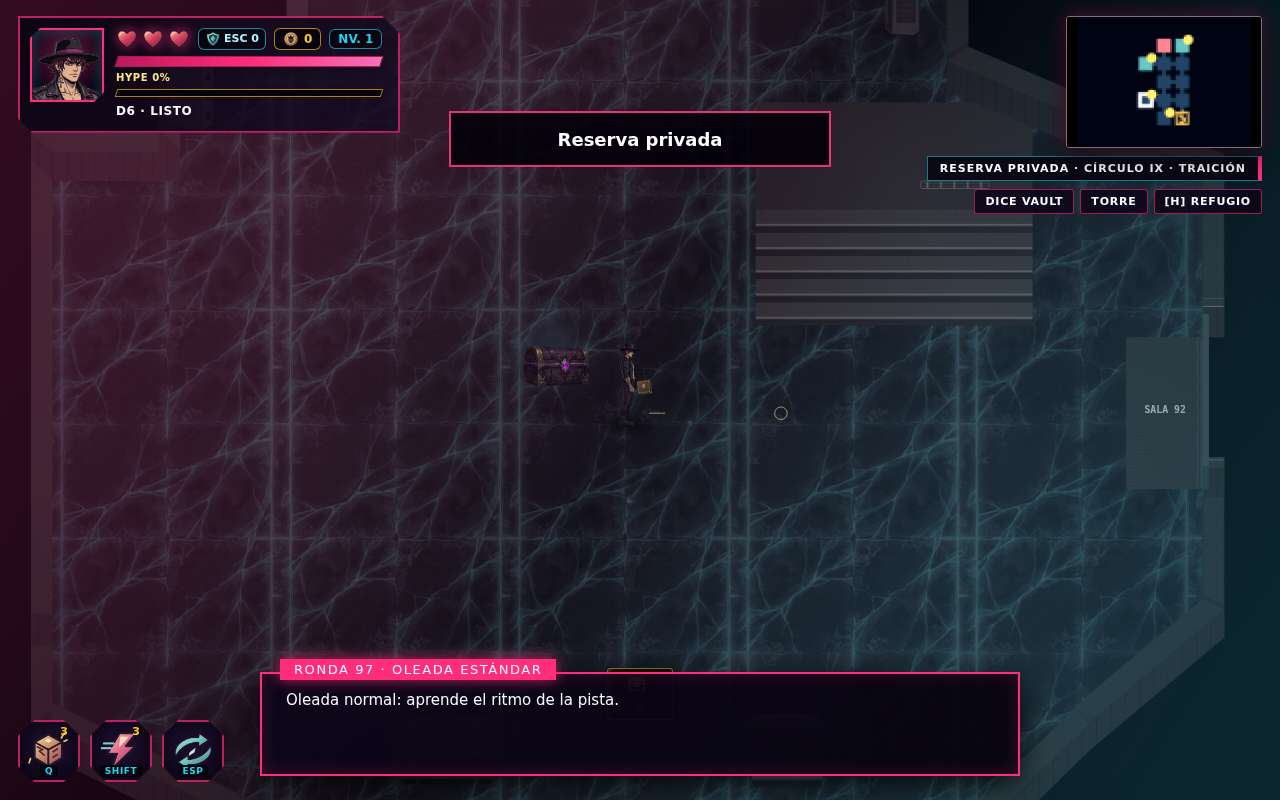 ESC 0
0
NV. 1
HYPE 0%
D6 · LISTO
Reserva privada
RESERVA PRIVADA · CÍRCULO IX · TRAICIÓN
DICE VAULT
TORRE
[H] REFUGIO
SALA 92
RONDA 97 · OLEADA ESTÁNDAR
Oleada normal: aprende el ritmo de la pista.
3
Q
3
SHIFT
ESP